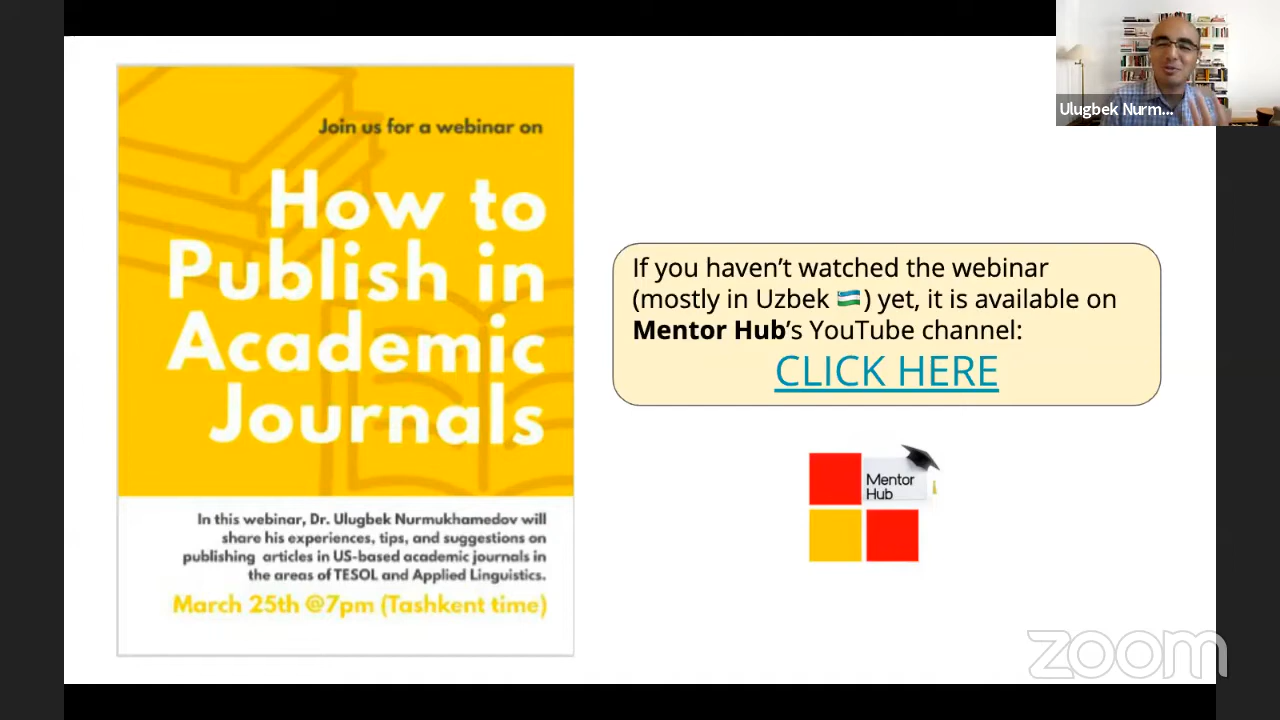 Join us for a webinar on
How to
Publish in
Academic
Journals
In this webinar, Dr. Ulugbek Nurmukhamedov will
share his experiences, tips, and suggestions on
publishing articles in US-based academic journals in
the areas of TESOL and Applied Linguistics.
March 25th @7pm (Tashkent time)
If you haven't watched the webinar
(mostly in Uzbek 🇺🇿) yet, it is available on
Mentor Hub's YouTube channel:
CLICK HERE
Mentor
Hub
Ulugbek Nurm...
zoom